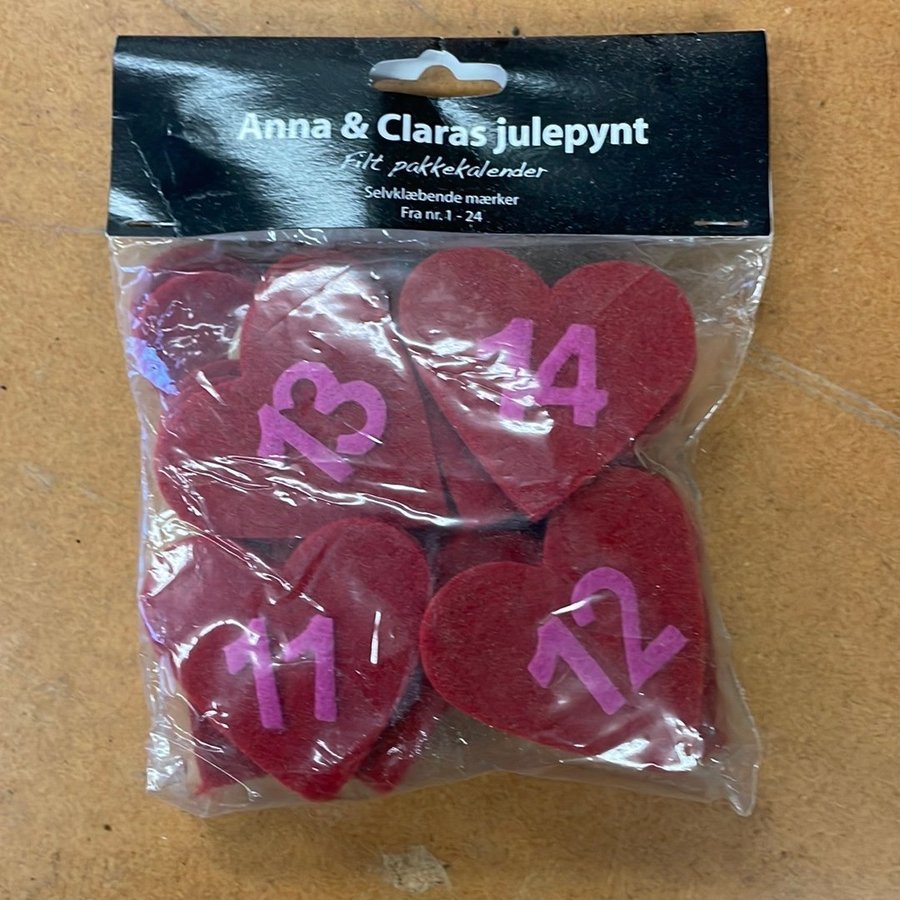 Anna & Claras julepynt
Filt pakkekalender
Selvklæbende mærker
Fra nr. 1 - 24
13
14
11
12